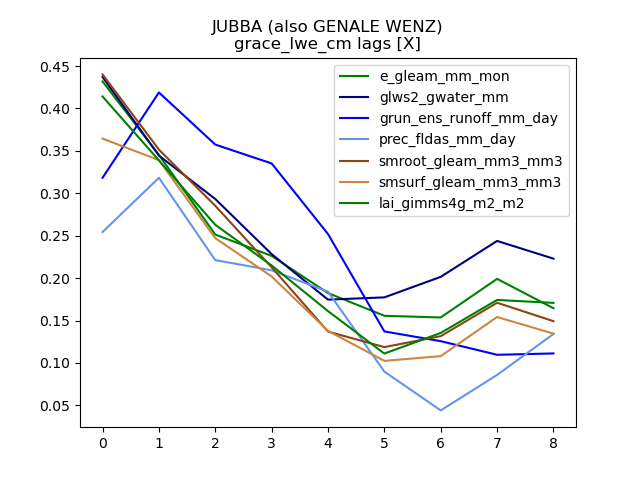 JUBBA (also GENALE WENZ)
grace_lwe_cm lags [X]
0.45
0.40
0.35
0.30
0.25
0.20
0.15
0.10
0.05
e_gleam_mm_mon
glws2_gwater_mm
grun_ens_runoff_mm_day
prec_fldas_mm_day
smroot_gleam_mm3_mm3
smsurf_gleam_mm3_mm3
lai_gimms4g_m2_m2
0 1 2 3 4 5 6 7 8